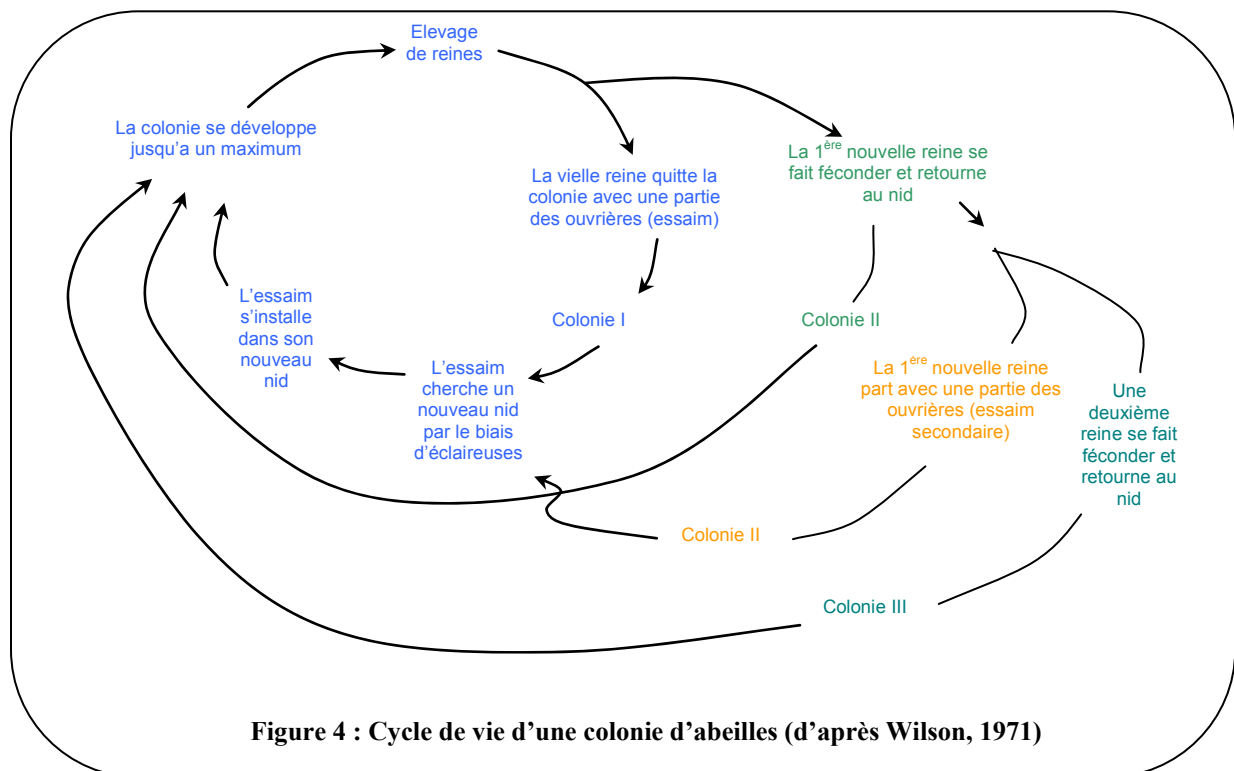 Elevage
de reines
La colonie se développe
jusqu'a un maximum
La vielle reine quitte la
colonie avec une partie
des ouvrières (essaim)
La 1ère nouvelle reine se
fait féconder et retourne
au nid
L'essaim
s'installe
dans son
nouveau
nid
Colonie I
Colonie II
L'essaim
cherche un
nouveau nid
par le biais
d'éclaireuses
La 1ère nouvelle reine
part avec une partie des
ouvrières (essaim
secondaire)
Une
deuxième
reine se fait
féconder et
retourne au
nid
Colonie II
Colonie III
Figure 4 : Cycle de vie d'une colonie d'abeilles (d'après Wilson, 1971)